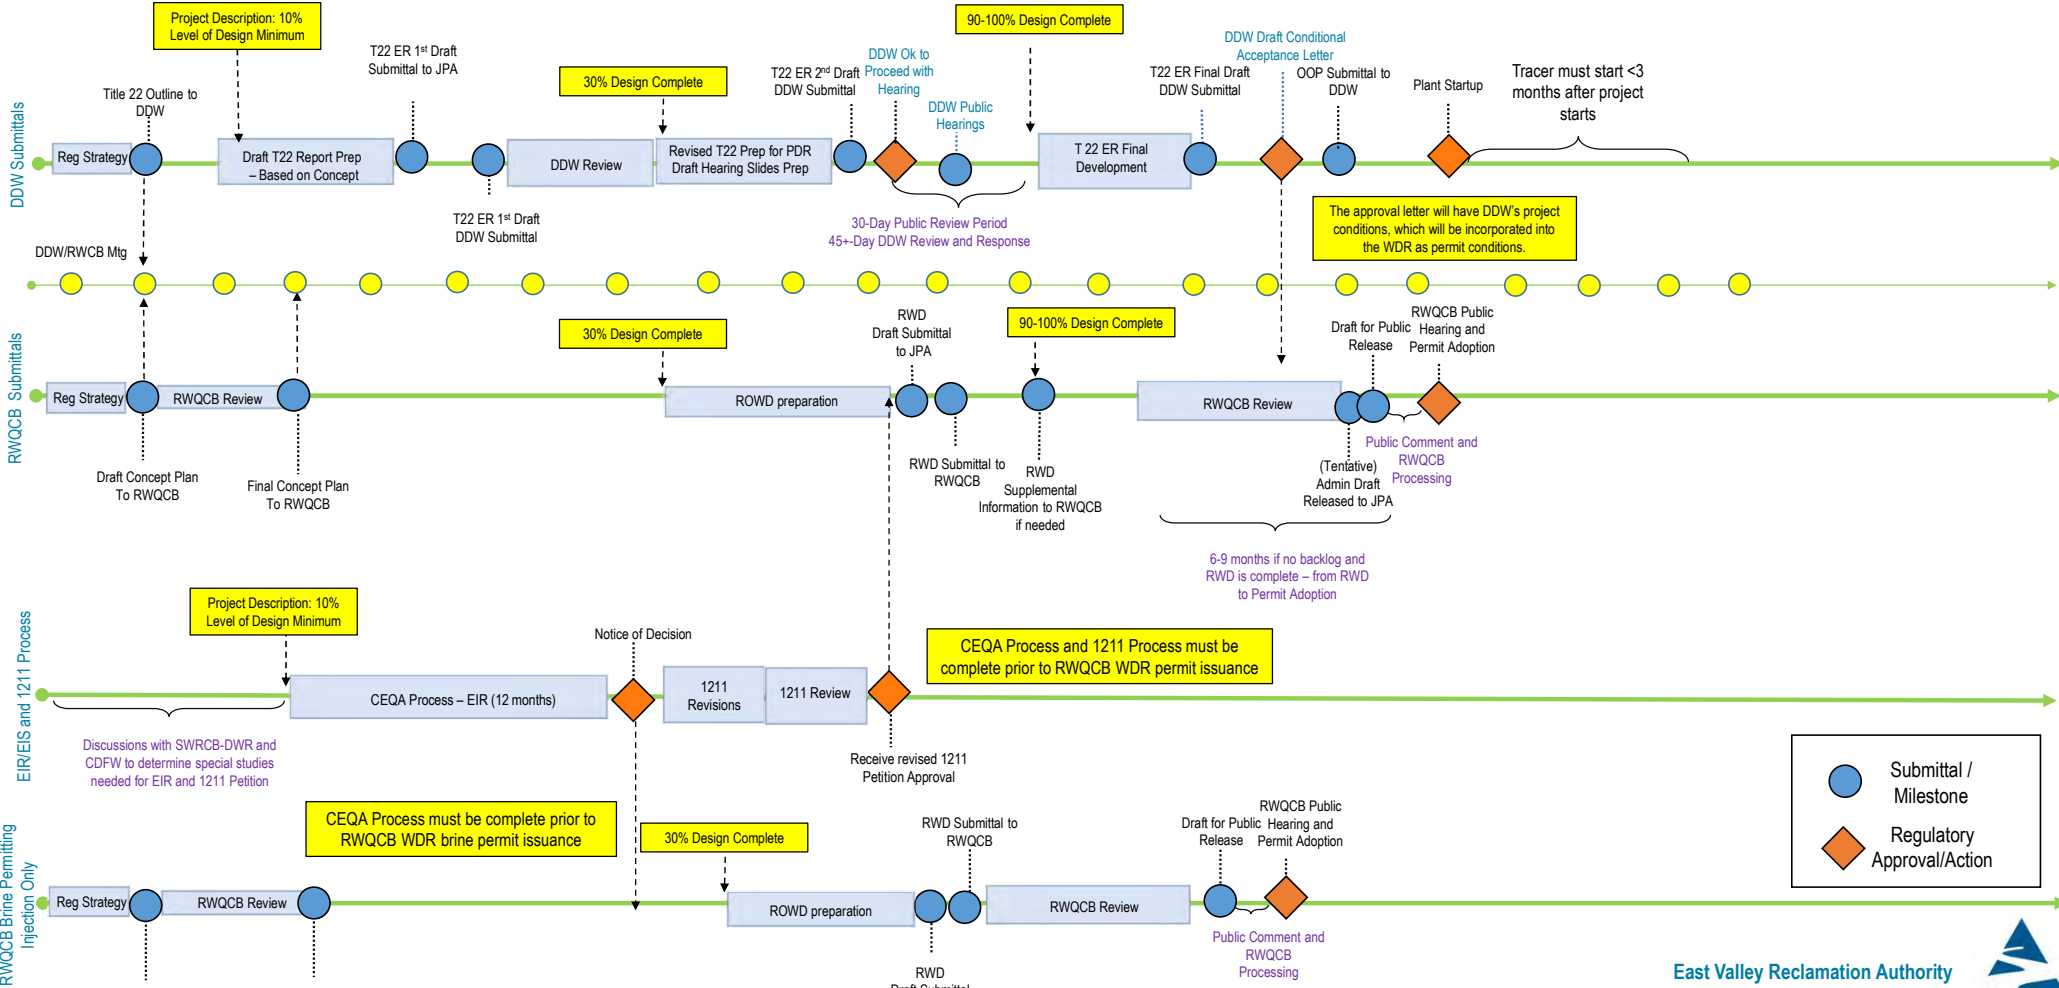 DDW Submittals
Project Description: 10%
Level of Design Minimum
Title 22 Outline to
DDW
T22 ER 1st Draft
Submittal to JPA
30% Design Complete
T22 ER 2nd Draft
DDW Submittal
DDW Ok to
Proceed with
Hearing
DDW Public
Hearings
90-100% Design Complete
T22 ER Final Draft
DDW Submittal
DDW Draft Conditional
Acceptance Letter
OOP Submittal to
DDW
Plant Startup
Tracer must start <3
months after project
starts
Reg Strategy
Draft T22 Report Prep
– Based on Concept
DDW Review
Revised T22 Prep for PDR
Draft Hearing Slides Prep
T 22 ER Final
Development
T22 ER 1st Draft
DDW Submittal
30-Day Public Review Period
45+-Day DDW Review and Response
The approval letter will have DDW's project
conditions, which will be incorporated into
the WDR as permit conditions.
DDW/RWCB Mtg
RWQCB Submittals
30% Design Complete
RWD
Draft Submittal
to JPA
90-100% Design Complete
Draft for Public
Release
RWQCB Public
Hearing and
Permit Adoption
Reg Strategy
RWQCB Review
ROWD preparation
RWQCB Review
Draft Concept Plan
To RWQCB
Final Concept Plan
To RWQCB
RWD Submittal to
RWQCB
RWD
Supplemental
Information to RWQCB
if needed
(Tentative)
Admin Draft
Released to JPA
Public Comment and
RWQCB
Processing
6-9 months if no backlog and
RWD is complete – from RWD
to Permit Adoption
EIR/EIS and 1211 Process
Project Description: 10%
Level of Design Minimum
Notice of Decision
CEQA Process and 1211 Process must be
complete prior to RWQCB WDR permit issuance
CEQA Process – EIR (12 months)
1211
Revisions
1211 Review
Discussions with SWRCB-DWR and
CDFW to determine special studies
needed for EIR and 1211 Petition
Receive revised 1211
Petition Approval
Submittal /
Milestone
Regulatory
Approval/Action
RWQCB Brine Permitting
Injection Only
CEQA Process must be complete prior to
RWQCB WDR brine permit issuance
30% Design Complete
RWD Submittal to
RWQCB
Draft for Public
Release
RWQCB Public
Hearing and
Permit Adoption
Reg Strategy
RWQCB Review
ROWD preparation
RWQCB Review
Public Comment and
RWQCB
Processing
RWD
Draft Submittal
East Valley Reclamation Authority